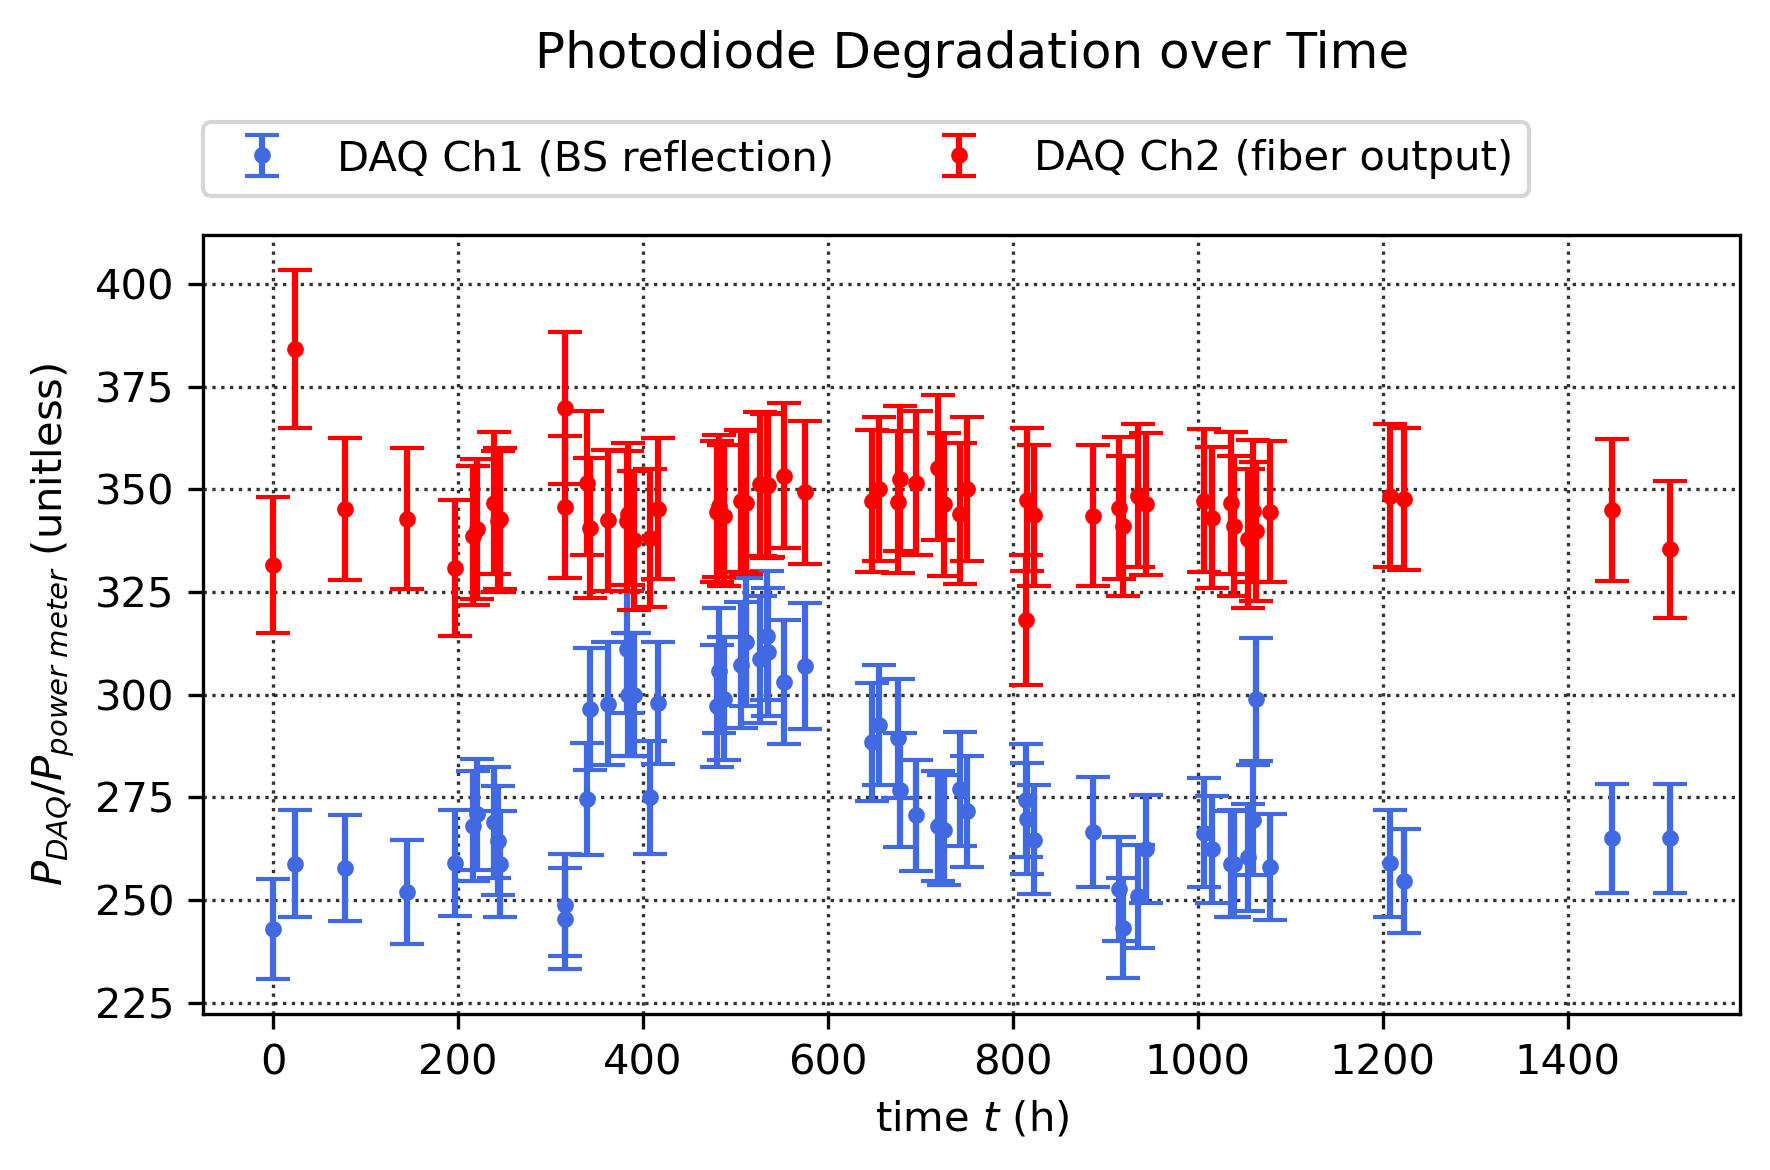 Photodiode Degradation over Time
DAQ Ch1 (BS reflection)
DAQ Ch2 (fiber output)
400
375
350
325
300
275
250
225
P_DAQ/P_power meter (unitless)
0 200 400 600 800 1000 1200 1400
time t (h)